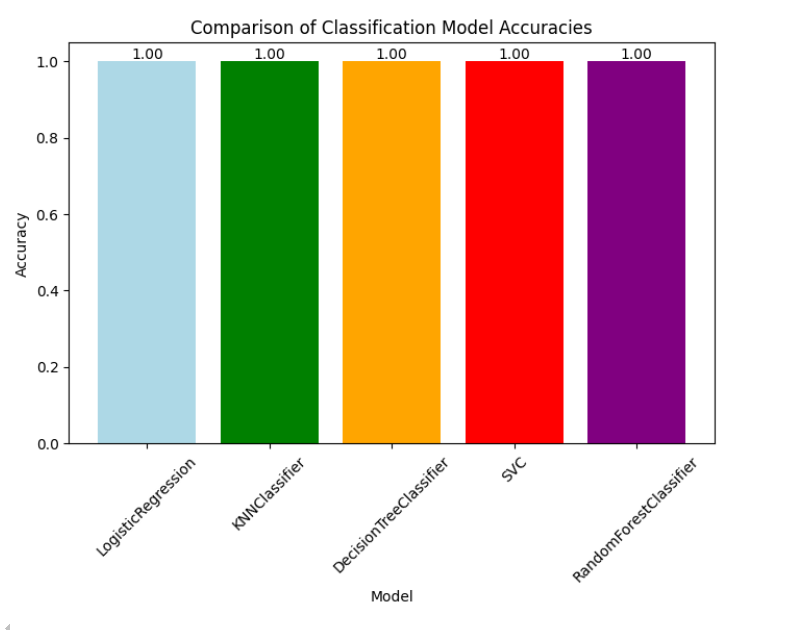 Comparison of Classification Model Accuracies
1.00 1.00 1.00 1.00 1.00
1.0
0.8
0.6
0.4
0.2
0.0
Accuracy
LogisticRegression
KNNClassifier
DecisionTreeClassifier
SVC
RandomForestClassifier
Model